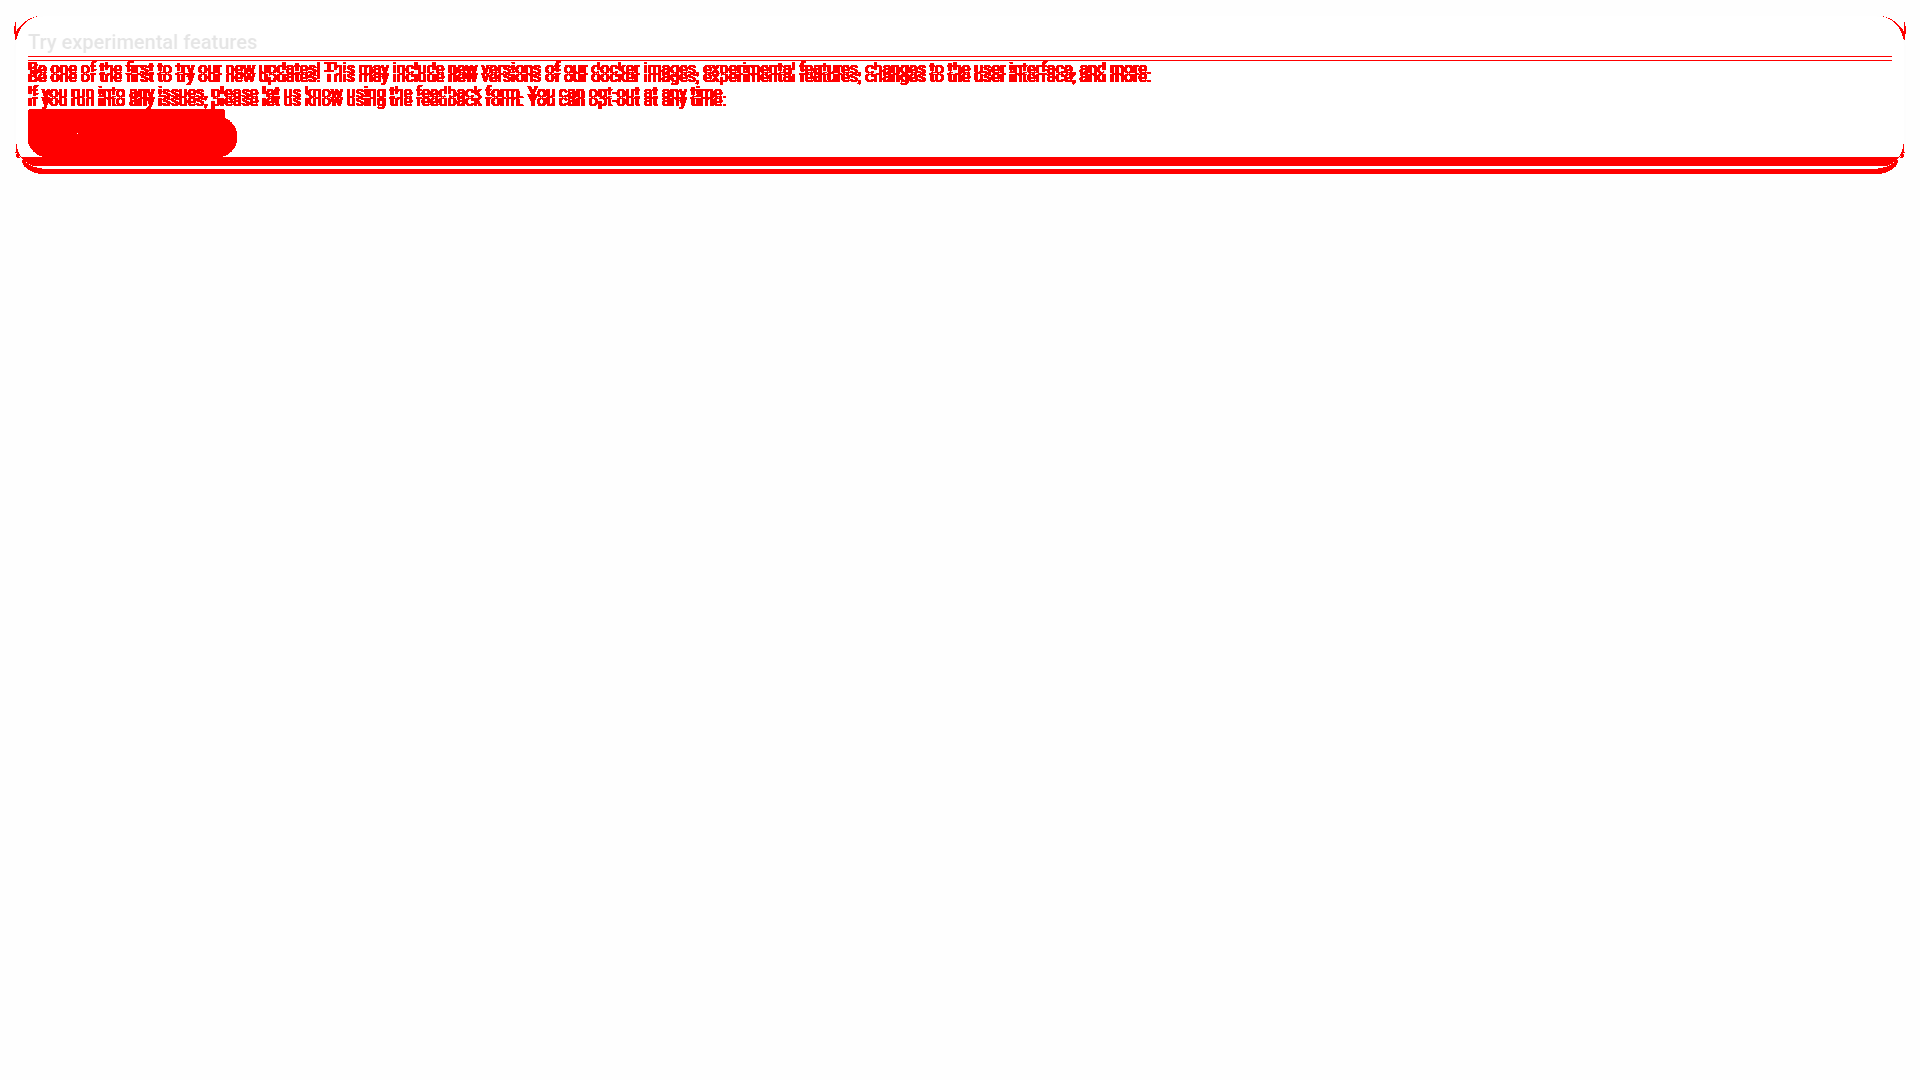 Try experimental features
Be one of the first to try our new updates! This may include new versions of our docker images, experimental features, changes to the user interface, and more.
If you run into any issues, please let us know using the feedback form. You can opt-out at any time.